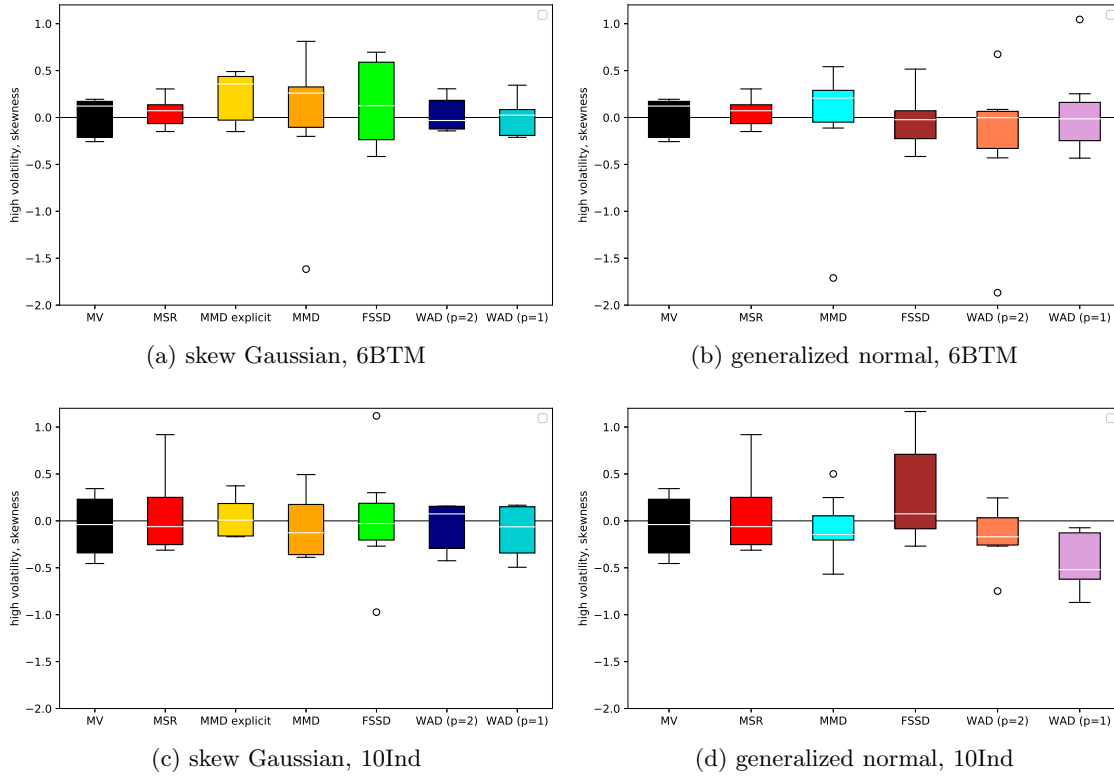 1.0
0.5
0.0
−0.5
−1.0
−1.5
−2.0
high volatility, skewness
MV MSR MMD explicit MMD FSSD WAD (p=2) WAD (p=1)
(a) skew Gaussian, 6BTM
1.0
0.5
0.0
−0.5
−1.0
−1.5
−2.0
high volatility, skewness
MV MSR MMD FSSD WAD (p=2) WAD (p=1)
(b) generalized normal, 6BTM
1.0
0.5
0.0
−0.5
−1.0
−1.5
−2.0
high volatility, skewness
MV MSR MMD explicit MMD FSSD WAD (p=2) WAD (p=1)
(c) skew Gaussian, 10Ind
1.0
0.5
0.0
−0.5
−1.0
−1.5
−2.0
high volatility, skewness
MV MSR MMD FSSD WAD (p=2) WAD (p=1)
(d) generalized normal, 10Ind